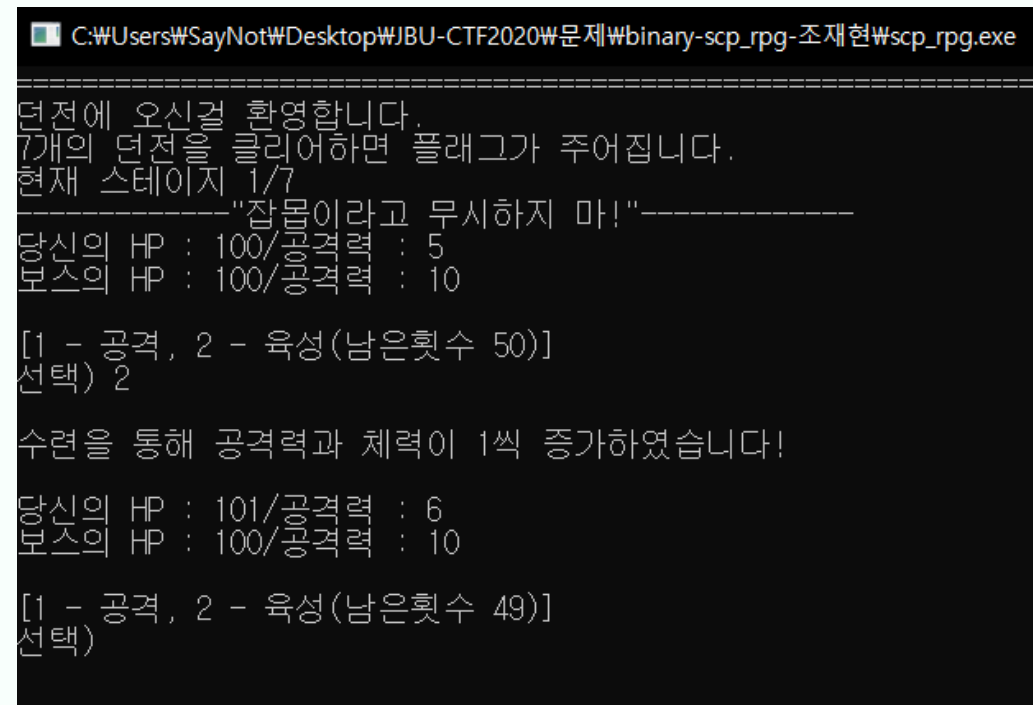 C:₩Users₩SayNot₩Desktop₩JBU-CTF2020₩문제₩binary-scp_rpg-조재현₩scp_rpg.exe
===============================================================
던전에 오신걸 환영합니다.
7개의 던전을 클리어하면 플래그가 주어집니다.
현재 스테이지 1/7
-------------"잡몹이라고 무시하지 마!"-------------
당신의 HP : 100/공격력 : 5
보스의 HP : 100/공격력 : 10
[1 - 공격, 2 - 육성(남은횟수 50)]
선택) 2
수련을 통해 공격력과 체력이 1씩 증가하였습니다!
당신의 HP : 101/공격력 : 6
보스의 HP : 100/공격력 : 10
[1 - 공격, 2 - 육성(남은횟수 49)]
선택)